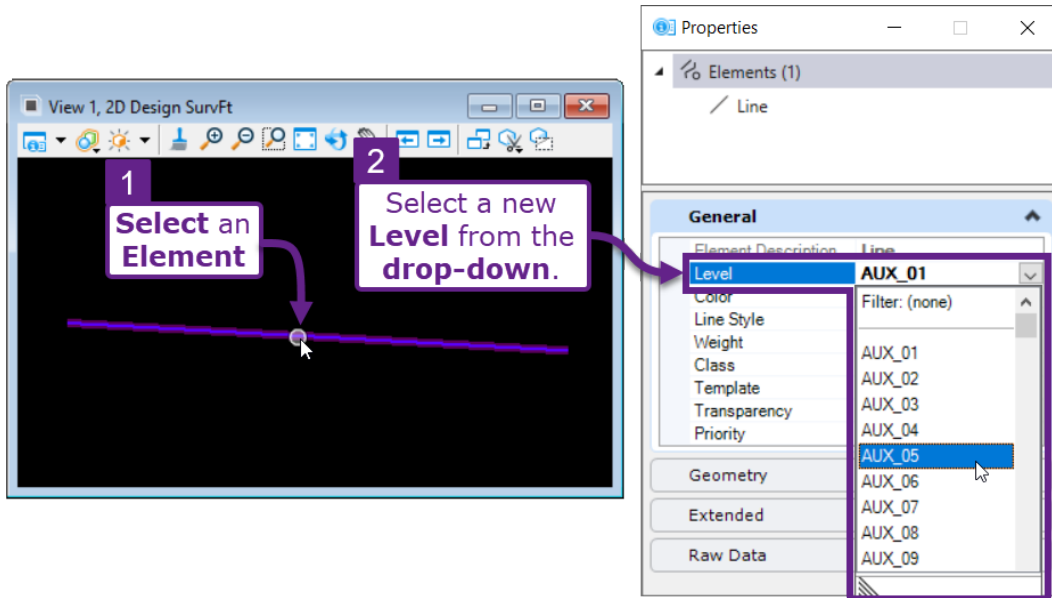 View 1, 2D Design SurvFt
1
Select an
Element
2
Select a new
Level from the
drop-down.
Properties
Elements (1)
Line
General
Element Description Line
Level AUX_01
Color
Line Style
Weight
Class
Template
Transparency
Priority
Filter: (none)
AUX_01
AUX_02
AUX_03
AUX_04
AUX_05
AUX_06
AUX_07
AUX_08
AUX_09
Geometry
Extended
Raw Data